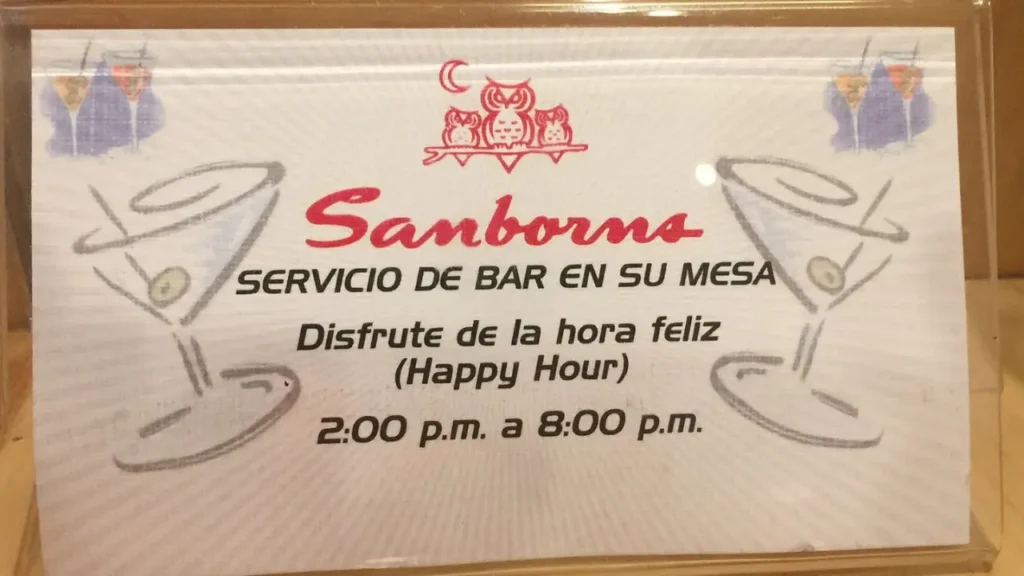 Sanborns
SERVICIO DE BAR EN SU MESA
Disfrute de la hora feliz
(Happy Hour)
2:00 p.m. a 8:00 p.m.